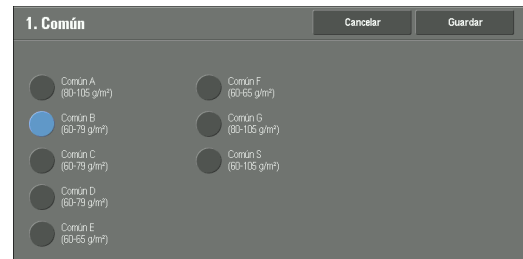 1. Común
Cancelar
Guardar
Común A
(80-105 g/m²)
Común B
(60-79 g/m²)
Común C
(60-79 g/m²)
Común D
(60-79 g/m²)
Común E
(60-65 g/m²)
Común F
(60-65 g/m²)
Común G
(80-105 g/m²)
Común S
(60-105 g/m²)